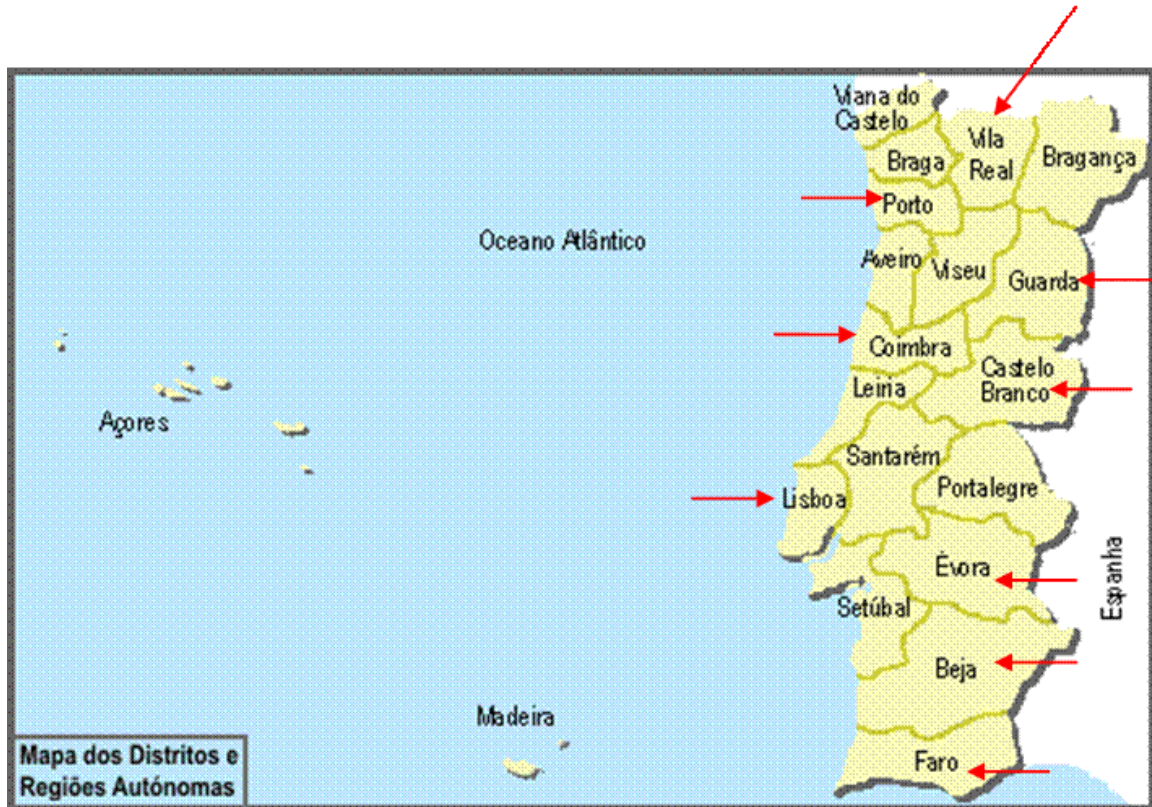 Viana do
Castelo
Braga
Vila
Real
Bragança
Porto
Oceano Atlântico
Aveiro
Viseu
Guarda
Coimbra
Castelo
Branco
Leiria
Açores
Santarém
Lisboa
Portalegre
Évora
Espanha
Setúbal
Beja
Madeira
Faro
Mapa dos Distritos e
Regiões Autónomas